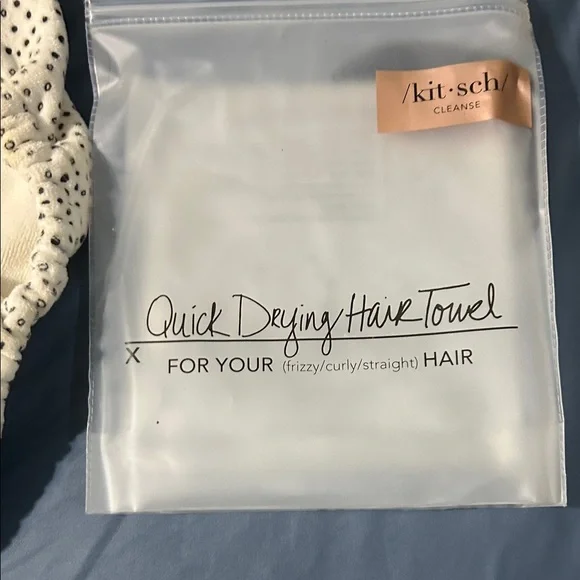 /kit·sch/
CLEANSE
Quick Drying Hair Towel
X
FOR YOUR (frizzy/curly/straight) HAIR